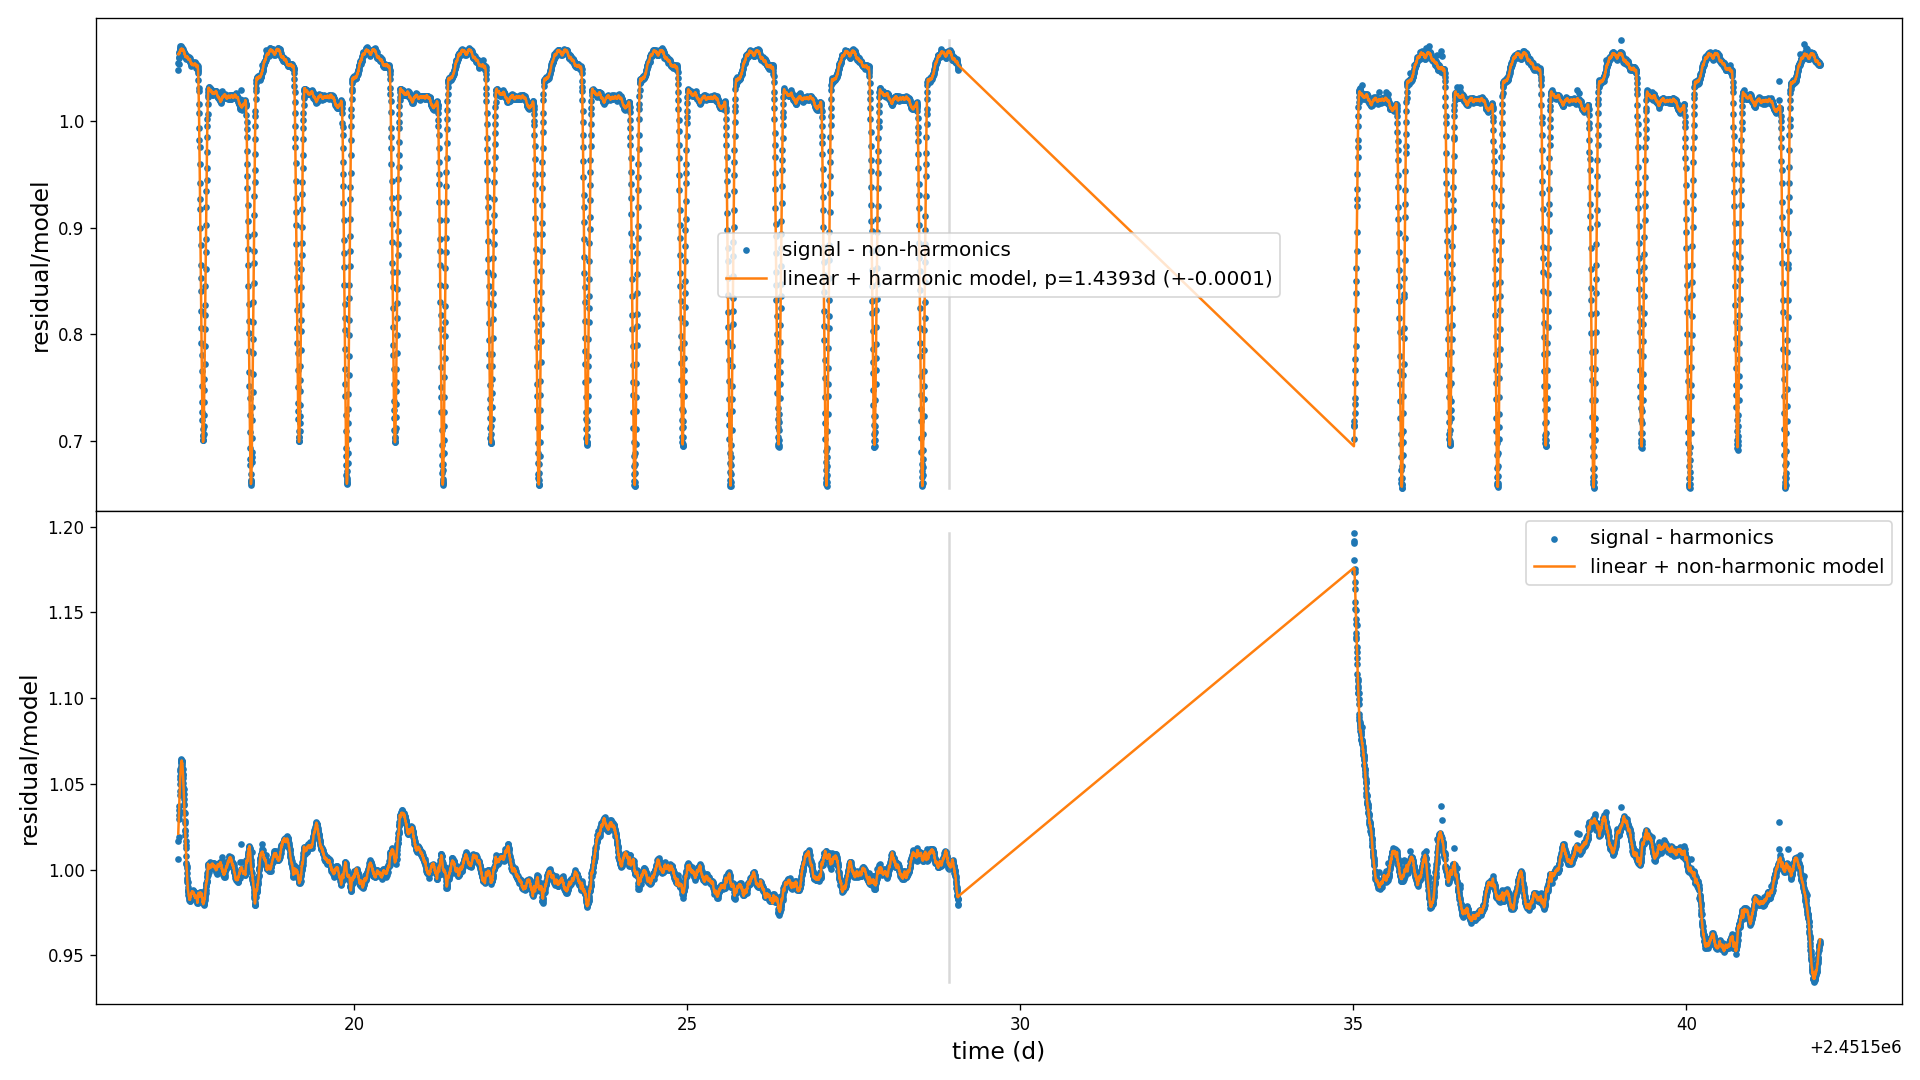 1.0
0.9
0.8
0.7
residual/model
signal - non-harmonics
linear + harmonic model, p=1.4393d (+-0.0001)
1.20
1.15
1.10
1.05
1.00
0.95
residual/model
signal - harmonics
linear + non-harmonic model
20
25
30
35
40
time (d)
+2.4515e6